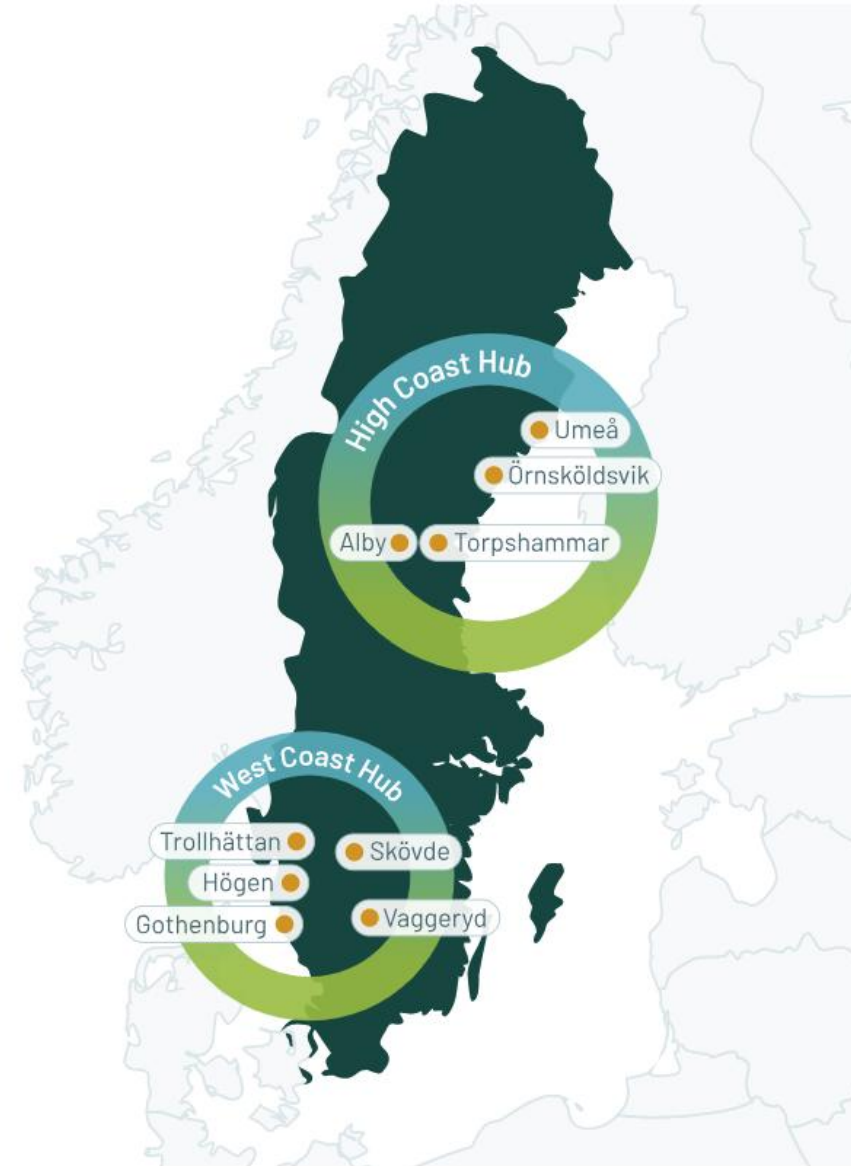 High Coast Hub
Umeå
Örnsköldsvik
Alby
Torpshammar
West Coast Hub
Trollhättan
Skövde
Högen
Gothenburg
Vaggeryd